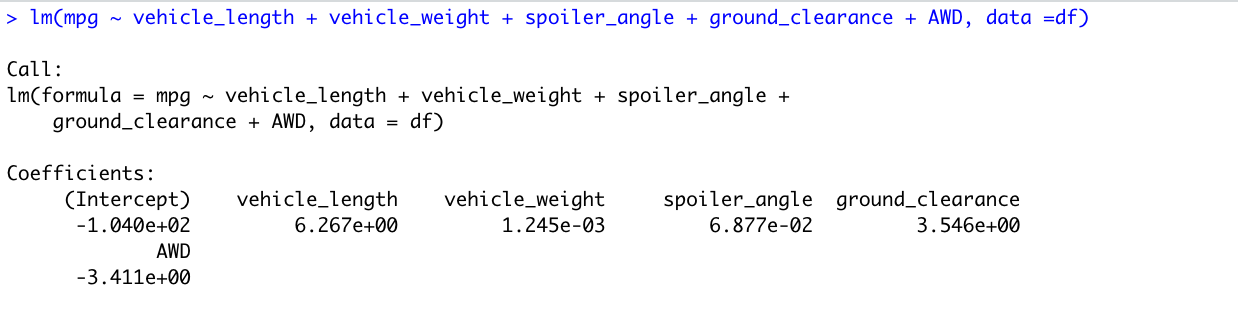 > lm(mpg ~ vehicle_length + vehicle_weight + spoiler_angle + ground_clearance + AWD, data =df)
Call:
lm(formula = mpg ~ vehicle_length + vehicle_weight + spoiler_angle +
    ground_clearance + AWD, data = df)
Coefficients:
     (Intercept)    vehicle_length    vehicle_weight     spoiler_angle  ground_clearance
      -1.040e+02         6.267e+00         1.245e-03         6.877e-02         3.546e+00
             AWD
      -3.411e+00